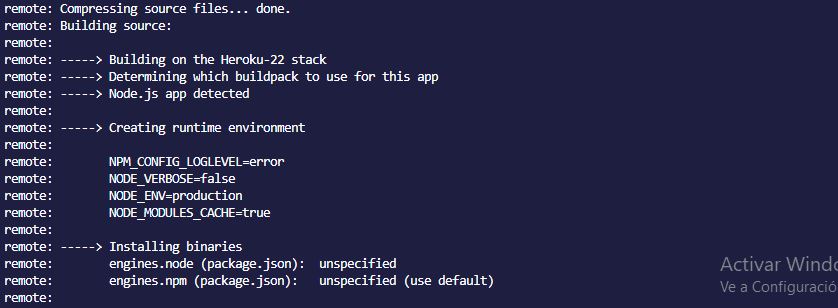 remote: Compressing source files... done.
remote: Building source:
remote:
remote: -----> Building on the Heroku-22 stack
remote: -----> Determining which buildpack to use for this app
remote: -----> Node.js app detected
remote:
remote: -----> Creating runtime environment
remote:
remote:        NPM_CONFIG_LOGLEVEL=error
remote:        NODE_VERBOSE=false
remote:        NODE_ENV=production
remote:        NODE_MODULES_CACHE=true
remote:
remote: -----> Installing binaries
remote:        engines.node (package.json):  unspecified
remote:        engines.npm (package.json):   unspecified (use default)
remote:
Activar Windo
Ve a Configuració